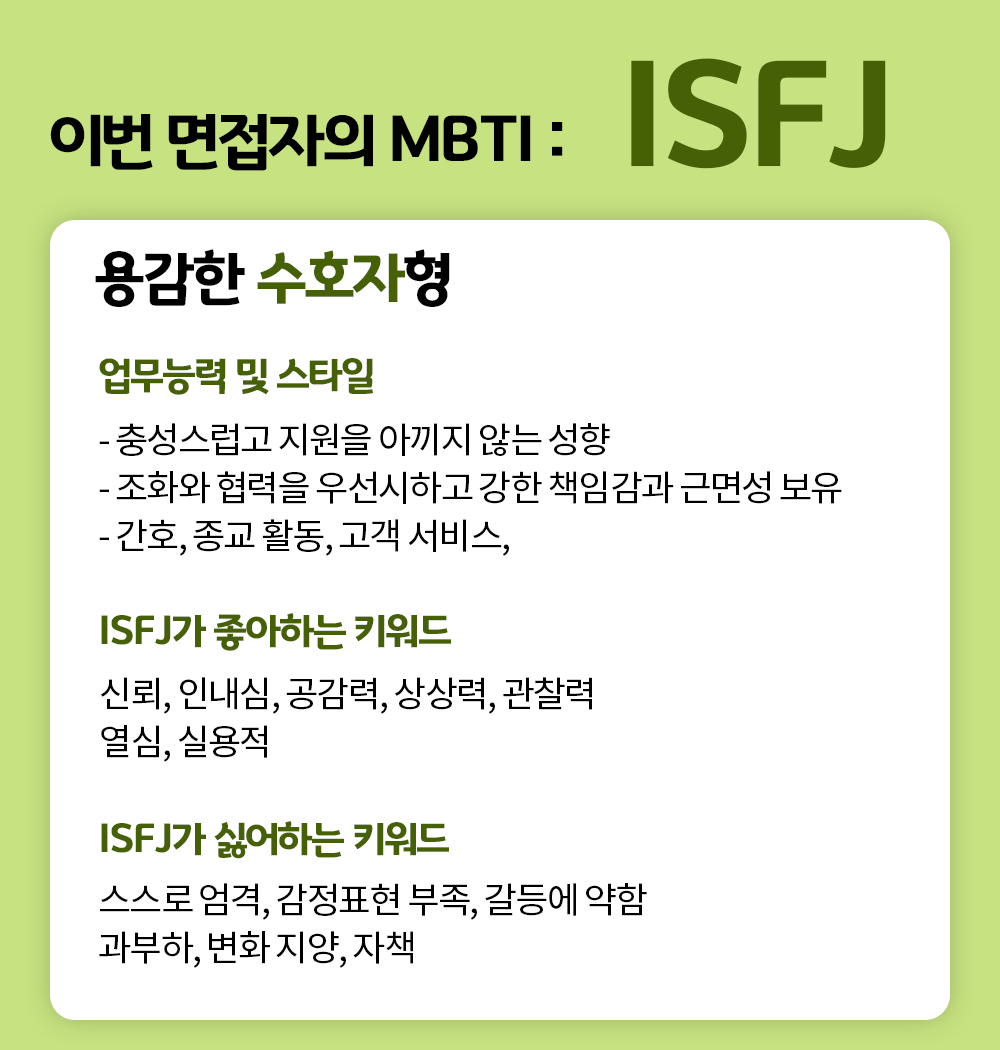 이번 면접자의 MBTI : ISFJ
용감한 수호자형
업무능력 및 스타일
- 충성스럽고 지원을 아끼지 않는 성향
- 조화와 협력을 우선시하고 강한 책임감과 근면성 보유
- 간호, 종교 활동, 고객 서비스,
ISFJ가 좋아하는 키워드
신뢰, 인내심, 공감력, 상상력, 관찰력
열심, 실용적
ISFJ가 싫어하는 키워드
스스로 엄격, 감정표현 부족, 갈등에 약함
과부하, 변화 지양, 자책